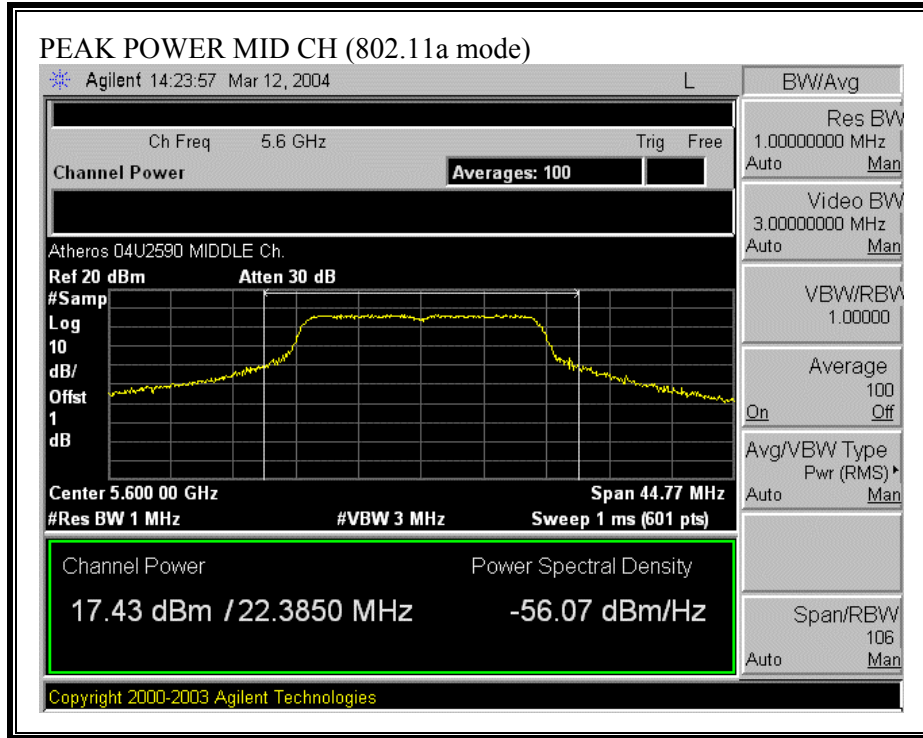 PEAK POWER MID CH (802.11a mode)
Agilent 14:23:57 Mar 12, 2004 L
Ch Freq 5.6 GHz Trig Free
Channel Power Averages: 100
Atheros 04U2590 MIDDLE Ch.
Ref 20 dBm Atten 30 dB
#Samp
Log
10
dB/
Offst
1
dB
Center 5.600 00 GHz Span 44.77 MHz
#Res BW 1 MHz #VBW 3 MHz Sweep 1 ms (601 pts)
Channel Power Power Spectral Density
17.43 dBm / 22.3850 MHz -56.07 dBm/Hz
Copyright 2000-2003 Agilent Technologies
BW/Avg
Res BW
1.00000000 MHz
Auto Man
Video BW
3.00000000 MHz
Auto Man
VBW/RBW
1.00000
Average
100
On Off
Avg/VBW Type
Pwr (RMS)
Auto Man
Span/RBW
106
Auto Man